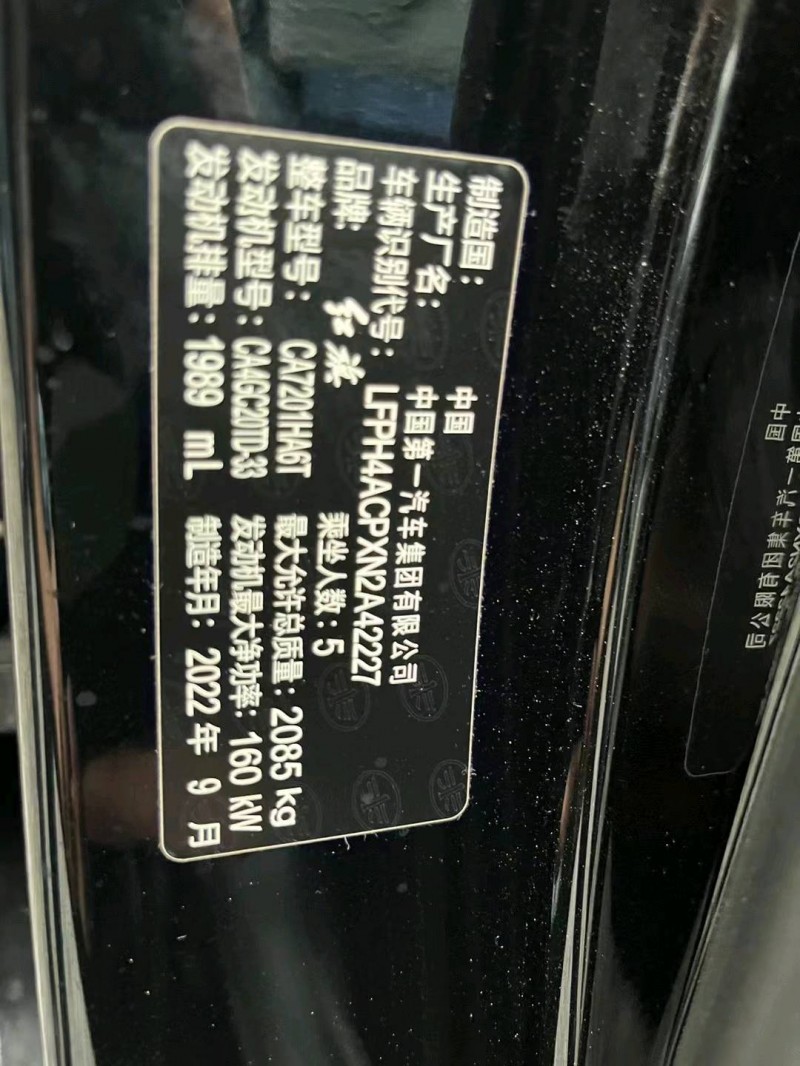 制造国: 中国
生产厂名: 中国第一汽车集团有限公司
车辆识别代号: LFPH4ACPXN2A42227
品牌: 红旗 乘坐人数: 5
整车型号: CA7201HA6T 最大允许总质量: 2085 kg
发动机型号: CA4GC20TD-33 发动机最大净功率: 160 kW
发动机排量: 1989 mL 制造年月: 2022 年 9 月